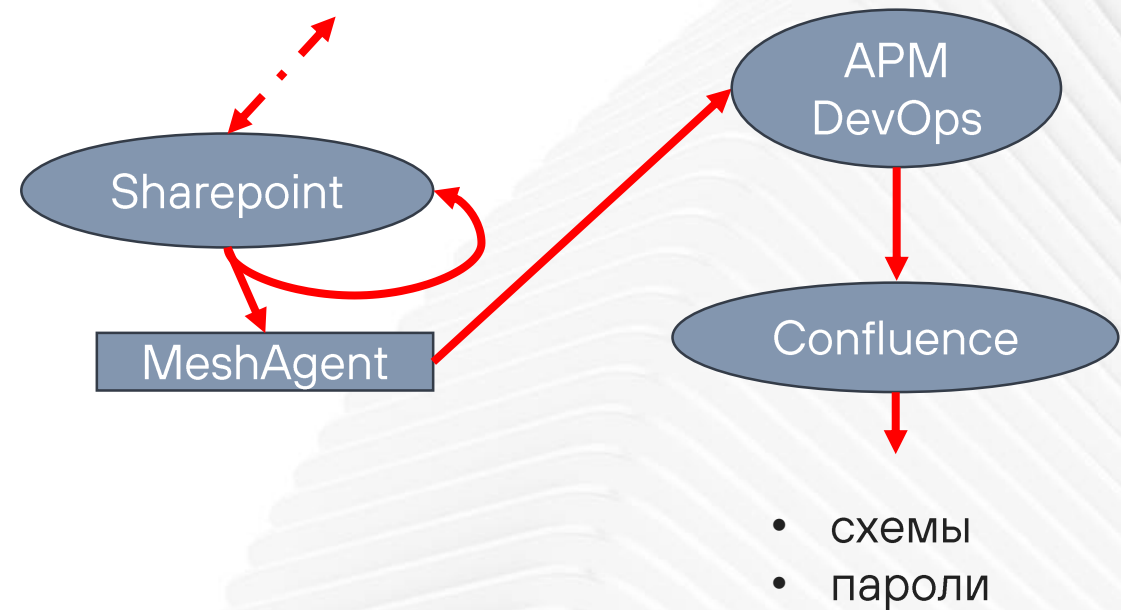 Sharepoint
MeshAgent
АРМ
DevOps
Confluence
• схемы
• пароли